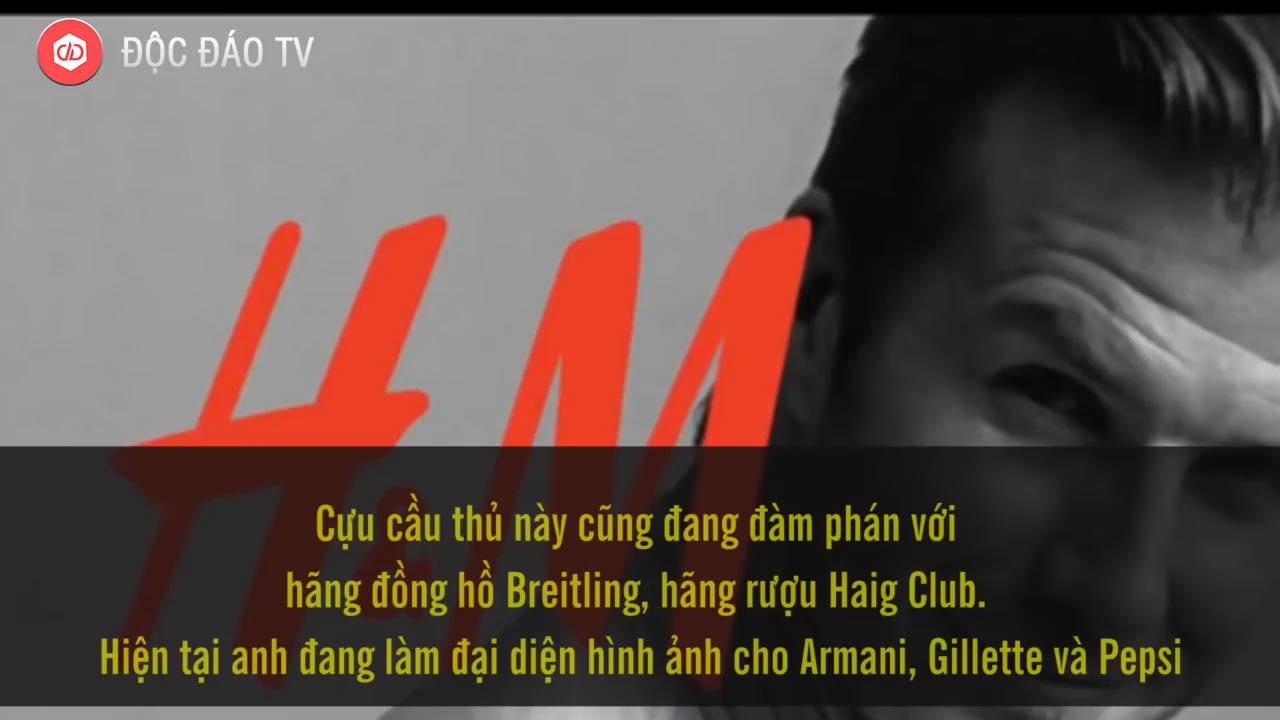 ĐỘC ĐÁO TV
H&M
Cựu cầu thủ này cũng đang đàm phán với
hãng đồng hồ Breitling, hãng rượu Haig Club.
Hiện tại anh đang làm đại diện hình ảnh cho Armani, Gillette và Pepsi